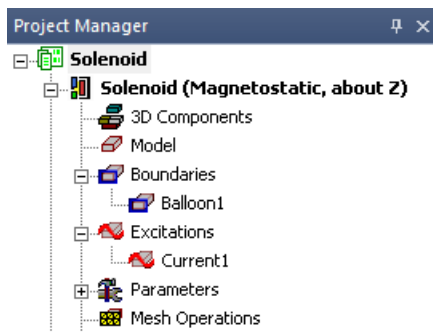 Project Manager
Solenoid
Solenoid (Magnetostatic, about Z)
3D Components
Model
Boundaries
Balloon1
Excitations
Current1
Parameters
Mesh Operations